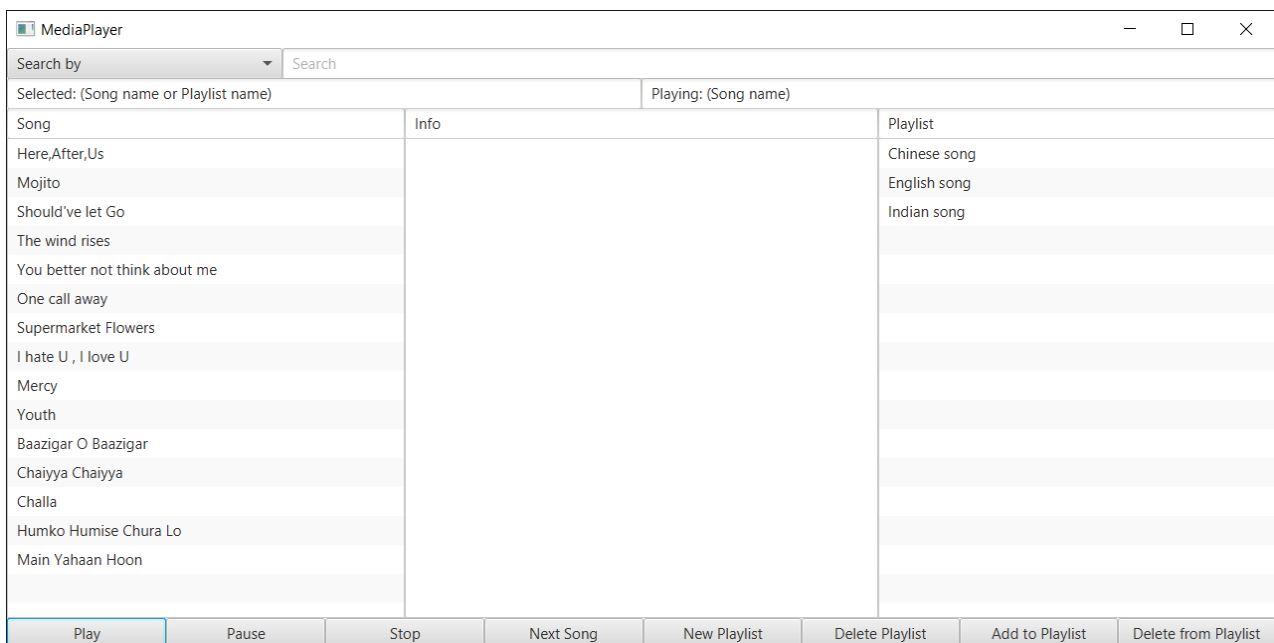 MediaPlayer
Search by
Search
Selected: (Song name or Playlist name)
Playing: (Song name)
Song
Info
Playlist
Here,After,Us
Chinese song
Mojito
English song
Should've let Go
Indian song
The wind rises
You better not think about me
One call away
Supermarket Flowers
I hate U , I love U
Mercy
Youth
Baazigar O Baazigar
Chaiyya Chaiyya
Challa
Humko Humise Chura Lo
Main Yahaan Hoon
Play
Pause
Stop
Next Song
New Playlist
Delete Playlist
Add to Playlist
Delete from Playlist